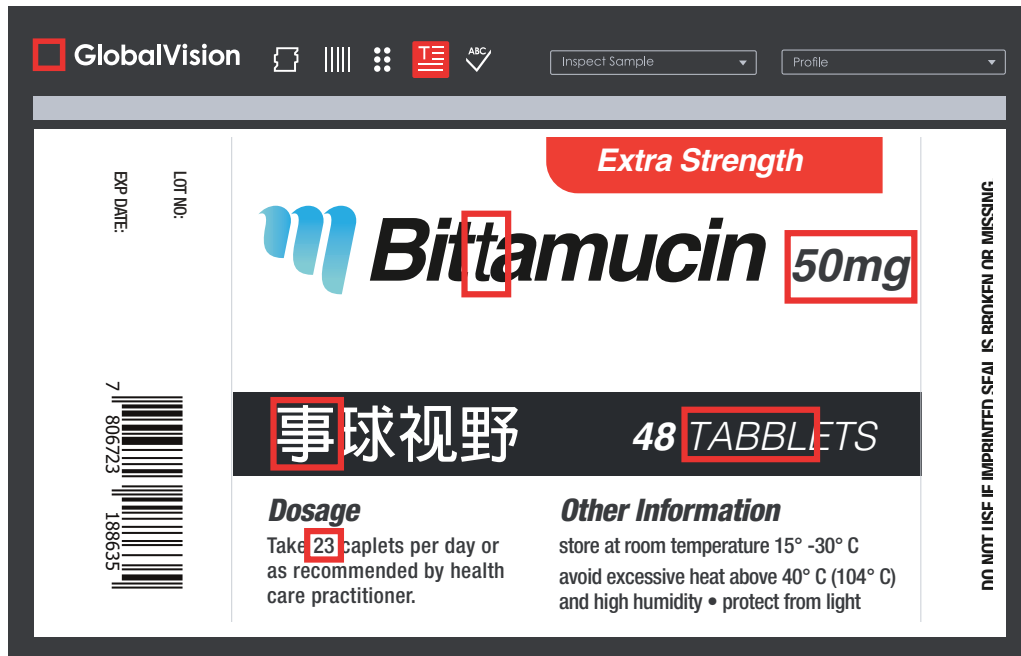 GlobalVision
T
ABC
Inspect Sample
Profile
EXP DATE:
LOT NO:
7 806723 188635
Extra Strength
Bittamucin 50mg
事球视野
48 TABBLETS
Dosage
Take 23 caplets per day or
as recommended by health
care practitioner.
Other Information
store at room temperature 15° -30° C
avoid excessive heat above 40° C (104° C)
and high humidity • protect from light
DO NOT USE IF IMPRINTED SEAL IS BROKEN OR MISSING